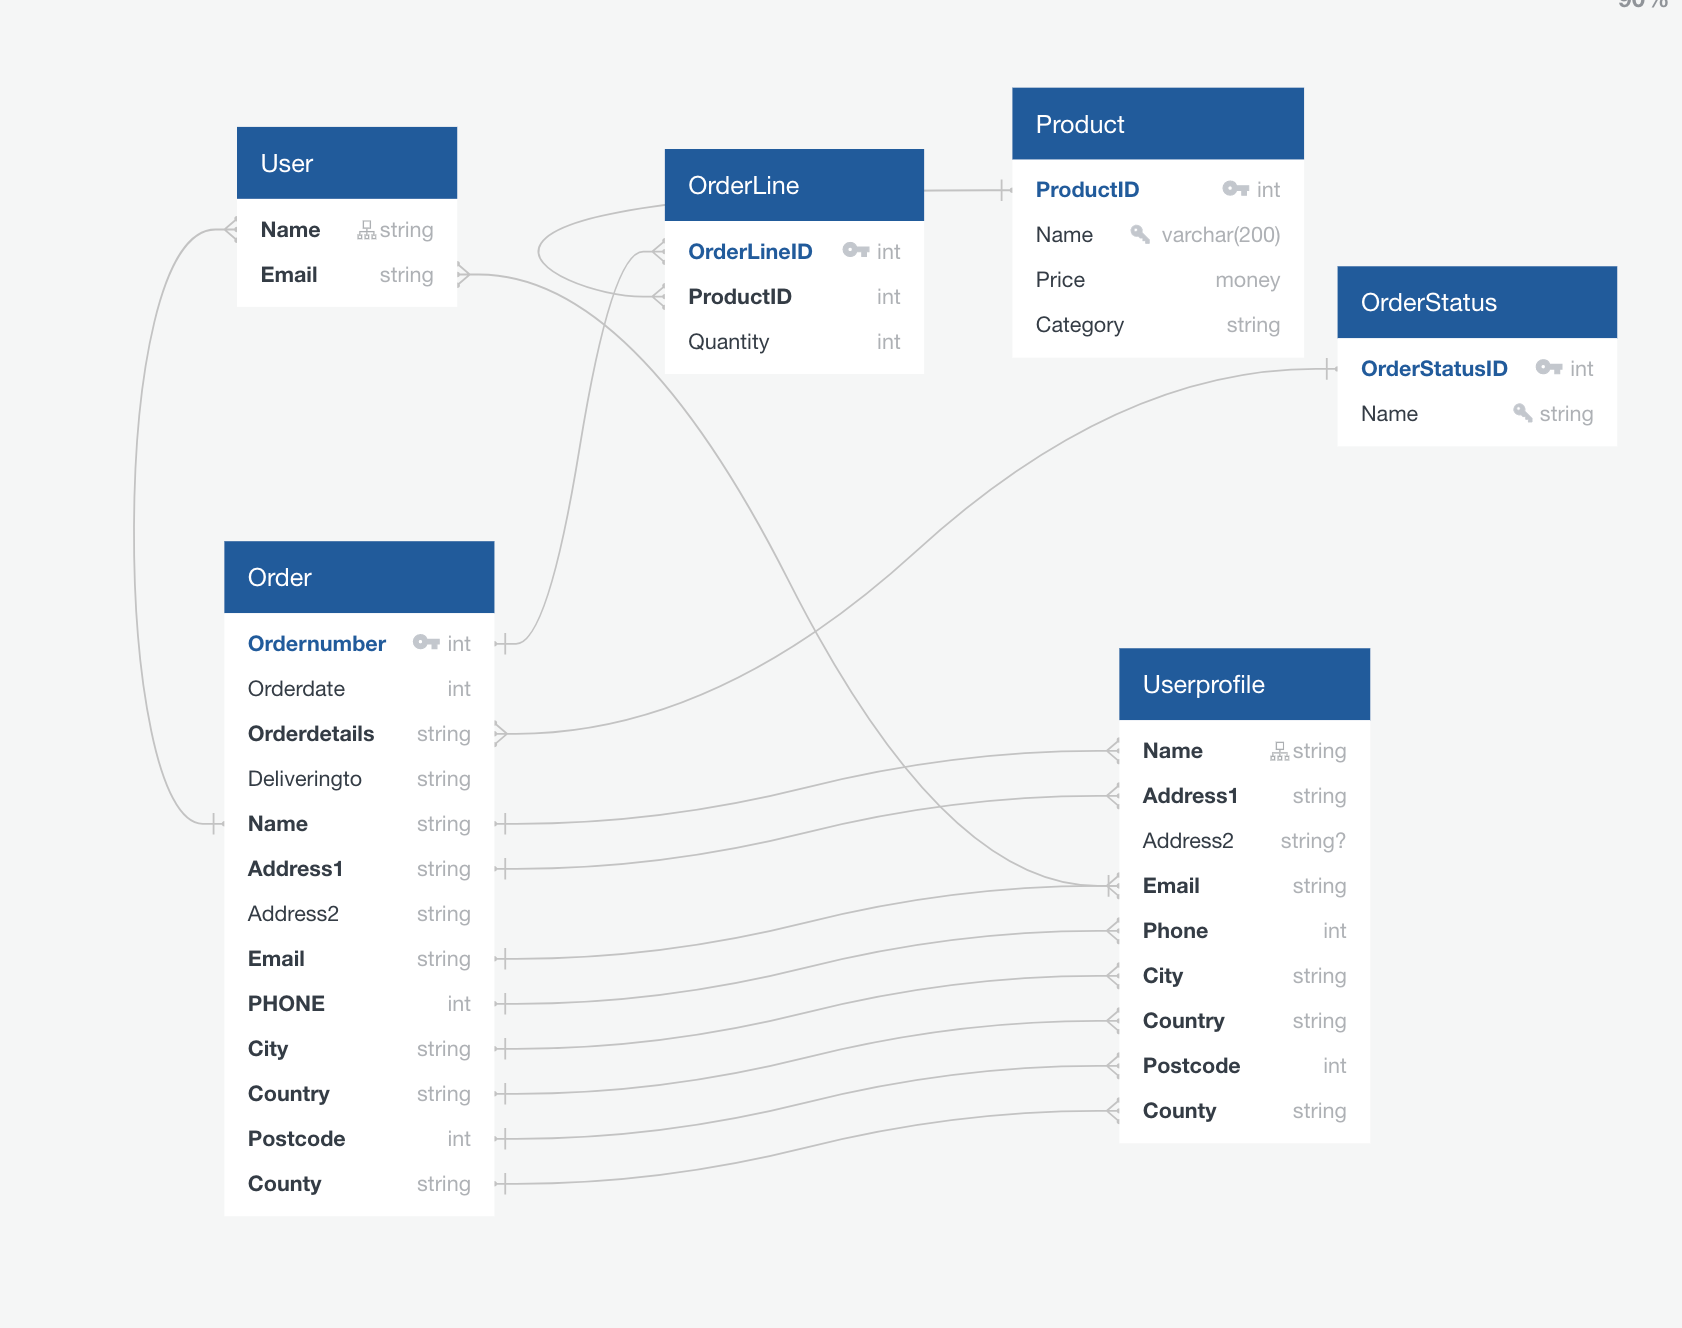 90%
User
Name string
Email string
OrderLine
OrderLineID int
ProductID int
Quantity int
Product
ProductID int
Name varchar(200)
Price money
Category string
OrderStatus
OrderStatusID int
Name string
Order
Ordernumber int
Orderdate int
Orderdetails string
Deliveringto string
Name string
Address1 string
Address2 string
Email string
PHONE int
City string
Country string
Postcode int
County string
Userprofile
Name string
Address1 string
Address2 string?
Email string
Phone int
City string
Country string
Postcode int
County string